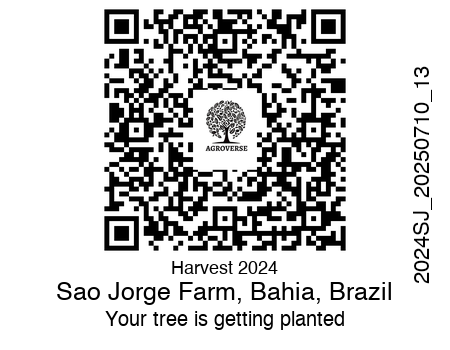 AGROVERSE
Harvest 2024
Sao Jorge Farm, Bahia, Brazil
Your tree is getting planted
2024SJ_20250710_13